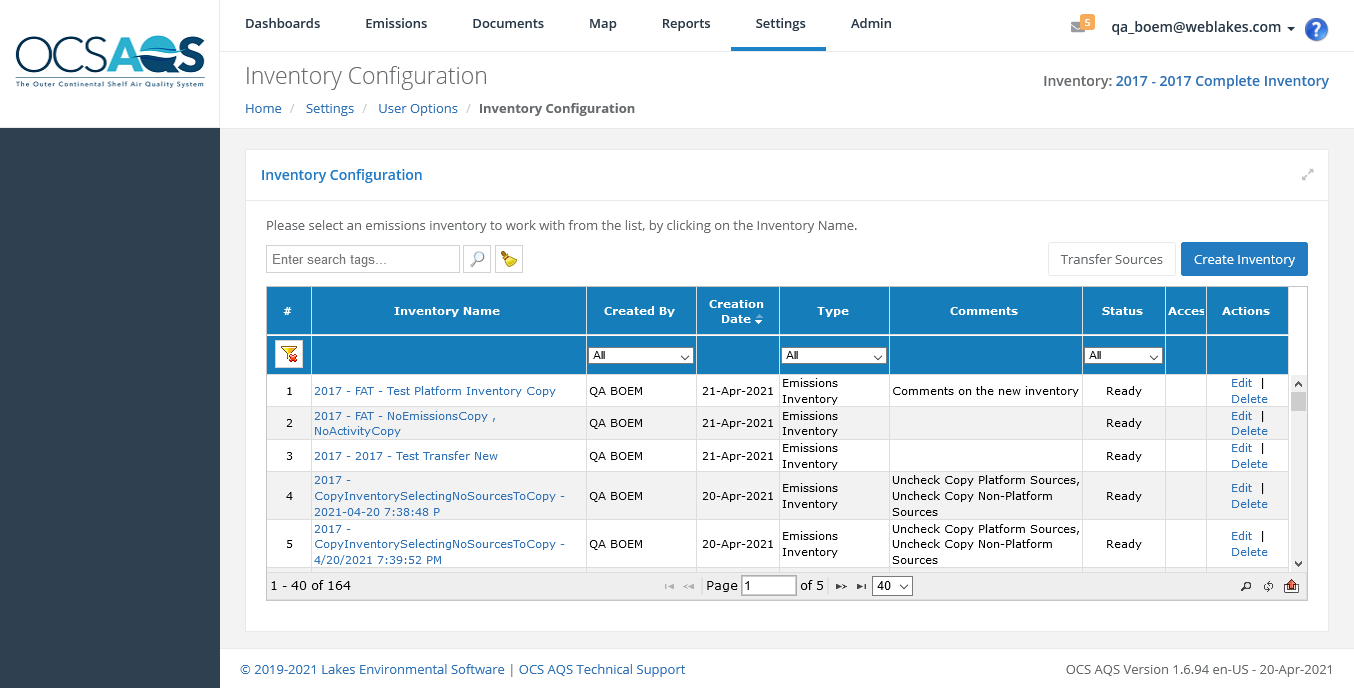 OCSAQS
The Outer Continental Shelf Air Quality System
Dashboards Emissions Documents Map Reports Settings Admin
5 qa_boem@weblakes.com ?
Inventory Configuration
Inventory: 2017 - 2017 Complete Inventory
Home / Settings / User Options / Inventory Configuration
Inventory Configuration
Please select an emissions inventory to work with from the list, by clicking on the Inventory Name.
Enter search tags...
Transfer Sources Create Inventory
# Inventory Name Created By Creation Date Type Comments Status Acces Actions
All All All
1 2017 - FAT - Test Platform Inventory Copy QA BOEM 21-Apr-2021 Emissions Inventory Comments on the new inventory Ready Edit | Delete
2 2017 - FAT - NoEmissionsCopy , NoActivityCopy QA BOEM 21-Apr-2021 Emissions Inventory Ready Edit | Delete
3 2017 - 2017 - Test Transfer New QA BOEM 21-Apr-2021 Emissions Inventory Ready Edit | Delete
4 2017 - CopyInventorySelectingNoSourcesToCopy - 2021-04-20 7:38:48 P QA BOEM 20-Apr-2021 Emissions Inventory Uncheck Copy Platform Sources, Uncheck Copy Non-Platform Sources Ready Edit | Delete
5 2017 - CopyInventorySelectingNoSourcesToCopy - 4/20/2021 7:39:52 PM QA BOEM 20-Apr-2021 Emissions Inventory Uncheck Copy Platform Sources, Uncheck Copy Non-Platform Sources Ready Edit | Delete
1 - 40 of 164 Page 1 of 5 40
© 2019-2021 Lakes Environmental Software | OCS AQS Technical Support
OCS AQS Version 1.6.94 en-US - 20-Apr-2021